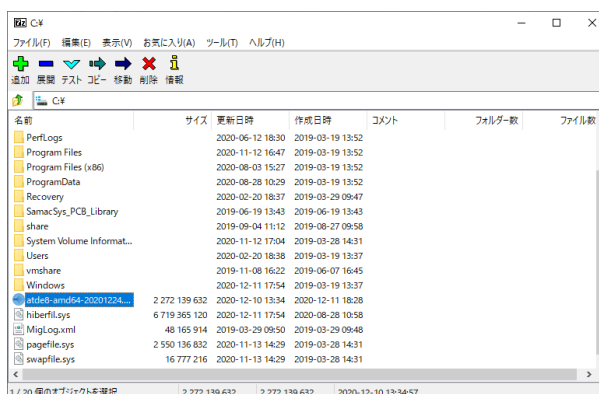 7z C:¥
ファイル(F) 編集(E) 表示(V) お気に入り(A) ツール(T) ヘルプ(H)
追加 展開 テスト コピー 移動 削除 情報
C:¥
名前 サイズ 更新日時 作成日時 コメント フォルダー数 ファイル数
PerfLogs 2020-06-12 18:30 2019-03-19 13:52
Program Files 2020-11-12 16:47 2019-03-19 13:52
Program Files (x86) 2020-08-03 15:27 2019-03-19 13:52
ProgramData 2020-08-28 10:29 2019-03-19 13:52
Recovery 2020-02-20 18:37 2019-03-29 09:47
SamacSys_PCB_Library 2019-06-19 13:43 2019-06-19 13:43
share 2019-09-04 11:12 2019-08-27 09:58
System Volume Informat... 2020-11-12 17:04 2019-03-28 14:31
Users 2020-02-20 18:38 2019-03-19 13:37
vmshare 2019-11-08 16:22 2019-06-07 16:45
Windows 2020-12-11 17:54 2019-03-19 13:37
atde8-amd64-20201224.... 2 272 139 632 2020-12-10 13:34 2020-12-11 18:28
hiberfil.sys 6 719 365 120 2020-12-11 17:54 2020-08-28 10:58
MigLog.xml 48 165 914 2019-03-29 09:50 2019-03-29 09:48
pagefile.sys 2 550 136 832 2020-11-13 14:29 2019-03-28 14:31
swapfile.sys 16 777 216 2020-11-13 14:29 2019-03-28 14:31
1 / 20 個のオブジェクトを選択 2 272 139 632 2 272 139 632 2020-12-10 13:34:57